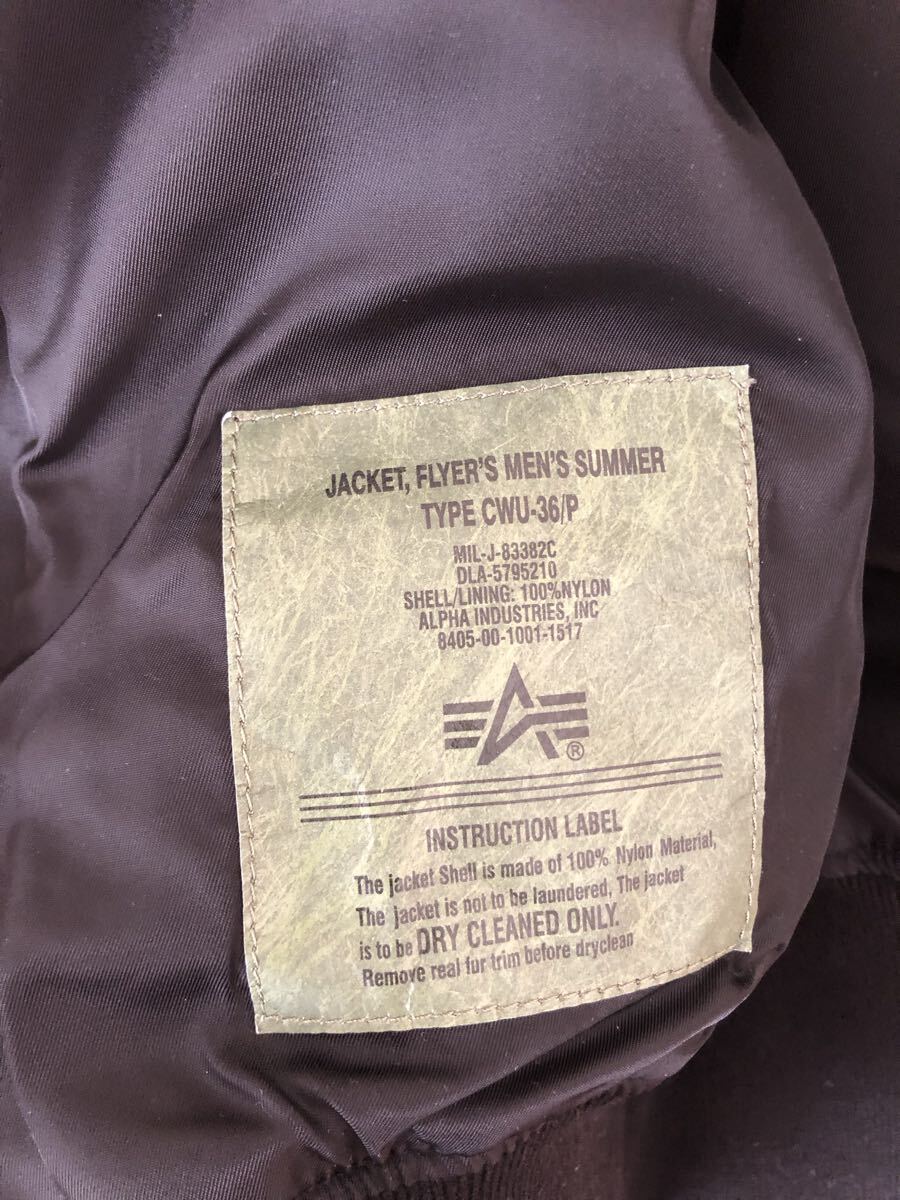 JACKET, FLYER'S MEN'S SUMMER
TYPE CWU-36/P
MIL-J-83382C
DLA-5795210
SHELL/LINING: 100%NYLON
ALPHA INDUSTRIES, INC
8405-00-1001-1517
®
INSTRUCTION LABEL
The jacket Shell is made of 100% Nylon Material,
The jacket is not to be laundered, The jacket
is to be DRY CLEANED ONLY.
Remove real fur trim before dryclean